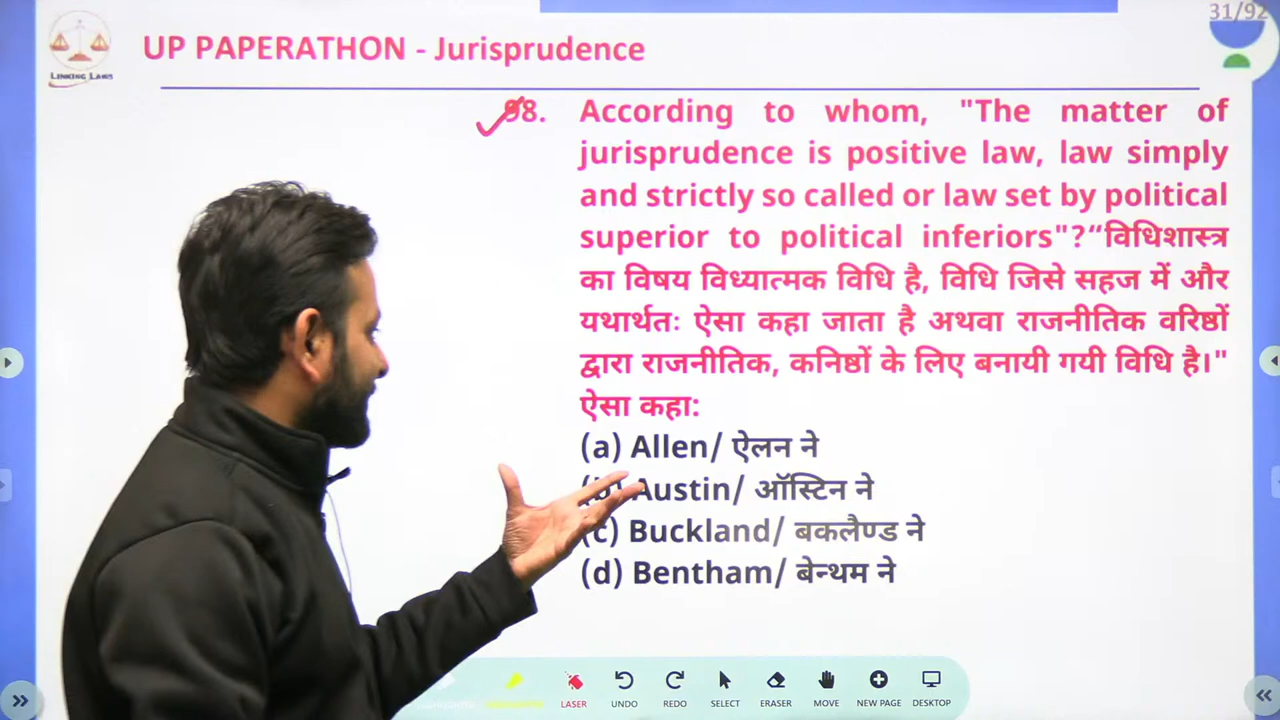 31/92
UP PAPERATHON - Jurisprudence
LINKING LAWS
98. According to whom, "The matter of
jurisprudence is positive law, law simply
and strictly so called or law set by political
superior to political inferiors"?“विधिशास्त्र
का विषय विध्यात्मक विधि है, विधि जिसे सहज में और
यथार्थतः ऐसा कहा जाता है अथवा राजनीतिक वरिष्ठों
द्वारा राजनीतिक, कनिष्ठों के लिए बनायी गयी विधि है।"
ऐसा कहा:
(a) Allen/ ऐलन ने
(b) Austin/ ऑस्टिन ने
(c) Buckland/ बकलैण्ड ने
(d) Bentham/ बेन्थम ने
LASER UNDO REDO SELECT ERASER MOVE NEW PAGE DESKTOP